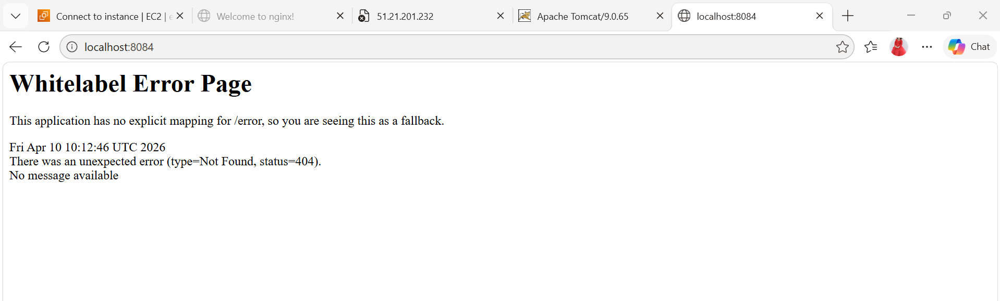 Connect to instance | EC2 | e
Welcome to nginx!
51.21.201.232
Apache Tomcat/9.0.65
localhost:8084
localhost:8084
Chat
Whitelabel Error Page
This application has no explicit mapping for /error, so you are seeing this as a fallback.
Fri Apr 10 10:12:46 UTC 2026
There was an unexpected error (type=Not Found, status=404).
No message available